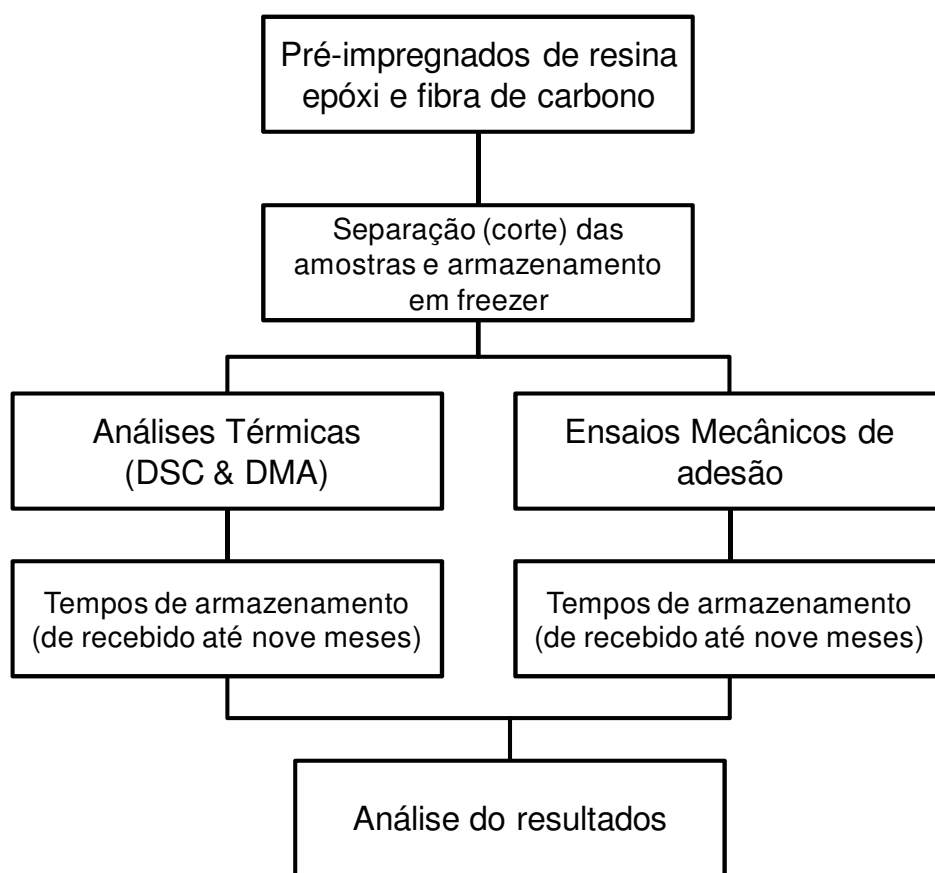 Pré-impregnados de resina
epóxi e fibra de carbono
Separação (corte) das
amostras e armazenamento
em freezer
Análises Térmicas
(DSC & DMA)
Ensaios Mecânicos de
adesão
Tempos de armazenamento
(de recebido até nove meses)
Tempos de armazenamento
(de recebido até nove meses)
Análise do resultados